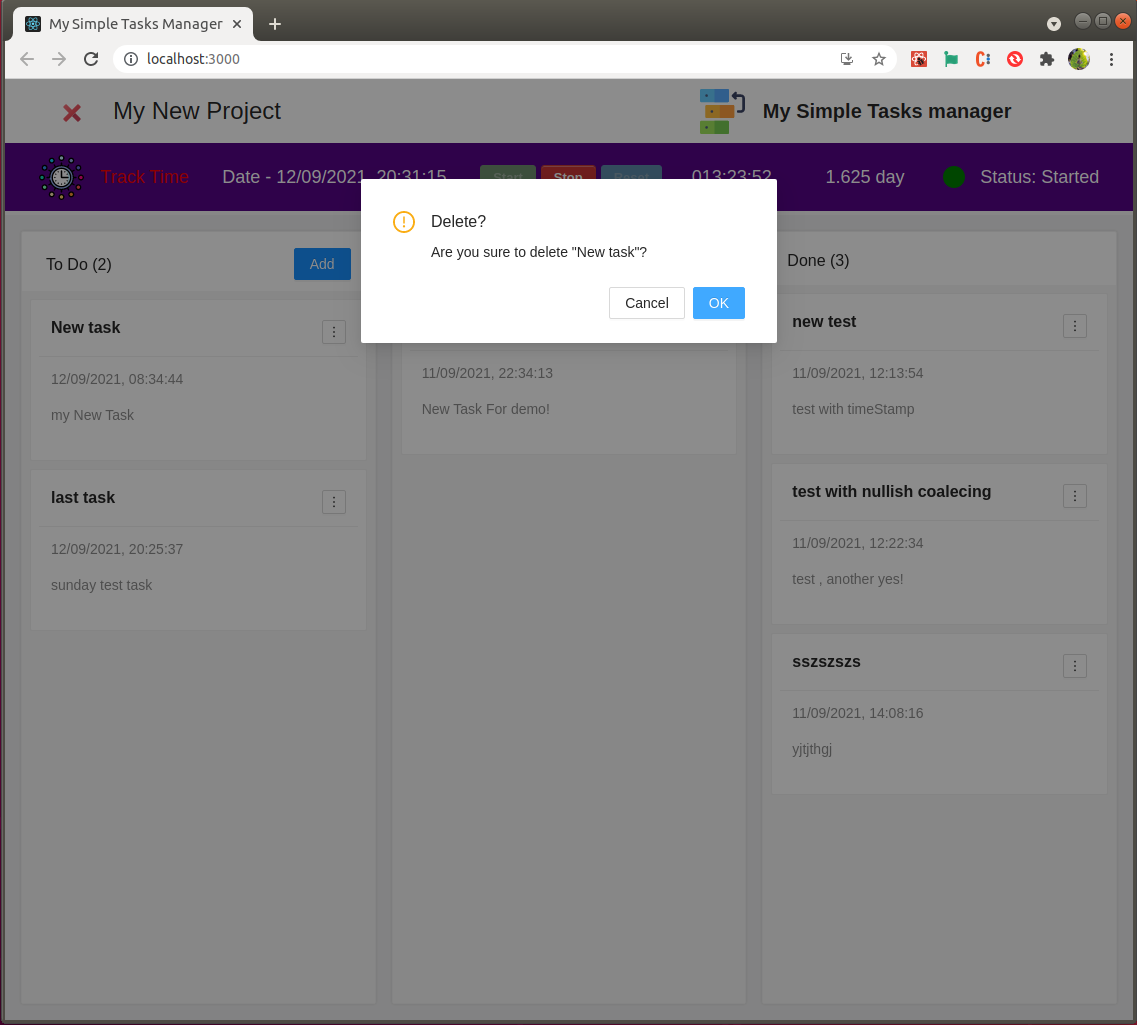 My Simple Tasks Manager
localhost:3000
My New Project
My Simple Tasks manager
Track Time
Date - 12/09/2021, 20:31:15
Start
Stop
Reset
013:23:52
1.625 day
Status: Started
Delete?
Are you sure to delete "New task"?
Cancel
OK
To Do (2)
Add
New task
12/09/2021, 08:34:44
my New Task
last task
12/09/2021, 20:25:37
sunday test task
11/09/2021, 22:34:13
New Task For demo!
Done (3)
new test
11/09/2021, 12:13:54
test with timeStamp
test with nullish coalecing
11/09/2021, 12:22:34
test , another yes!
sszszszs
11/09/2021, 14:08:16
yjtjthgj